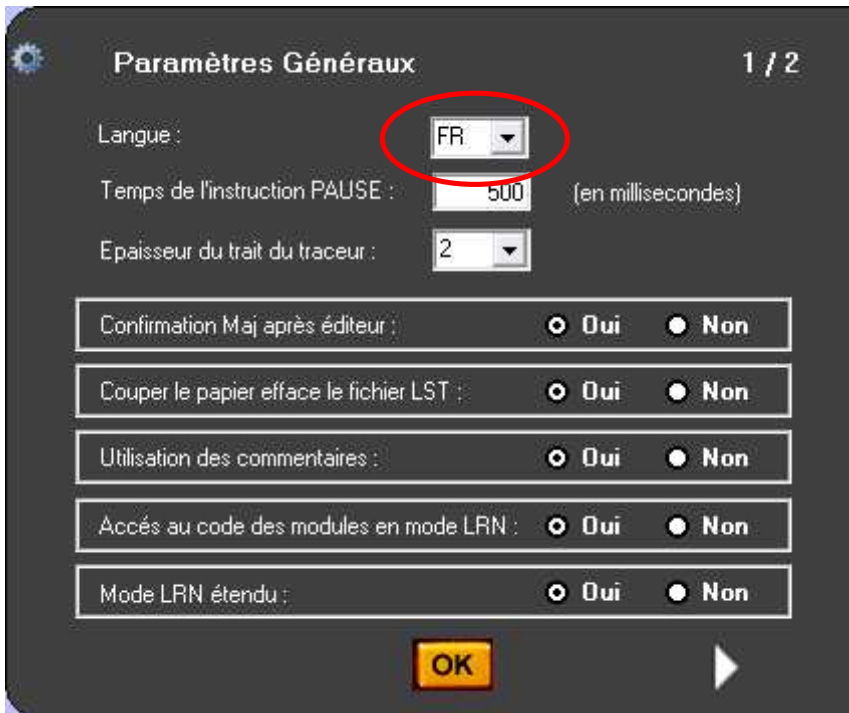 Paramètres Généraux 1 / 2
Langue : FR
Temps de l'instruction PAUSE : 500 (en millisecondes)
Epaisseur du trait du traceur : 2
Confirmation Maj après éditeur : Oui Non
Couper le papier efface le fichier LST : Oui Non
Utilisation des commentaires : Oui Non
Accés au code des modules en mode LRN : Oui Non
Mode LRN étendu : Oui Non
OK